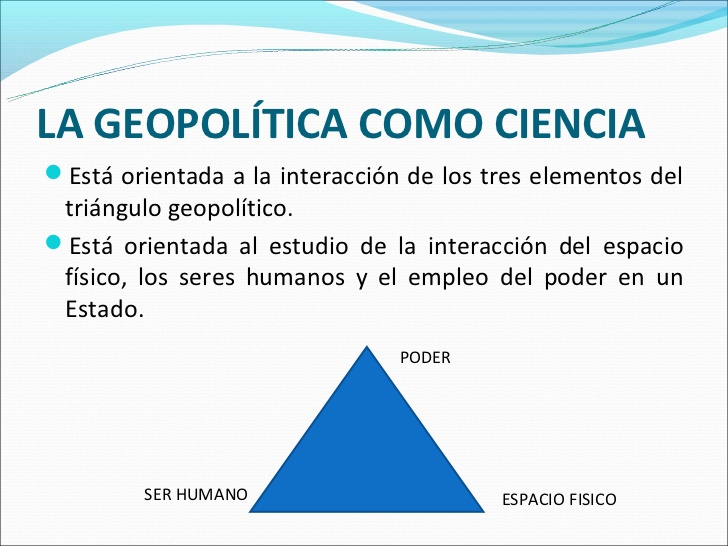 LA GEOPOLÍTICA COMO CIENCIA
Está orientada a la interacción de los tres elementos del
triángulo geopolítico.
Está orientada al estudio de la interacción del espacio
físico, los seres humanos y el empleo del poder en un
Estado.
PODER
SER HUMANO
ESPACIO FISICO